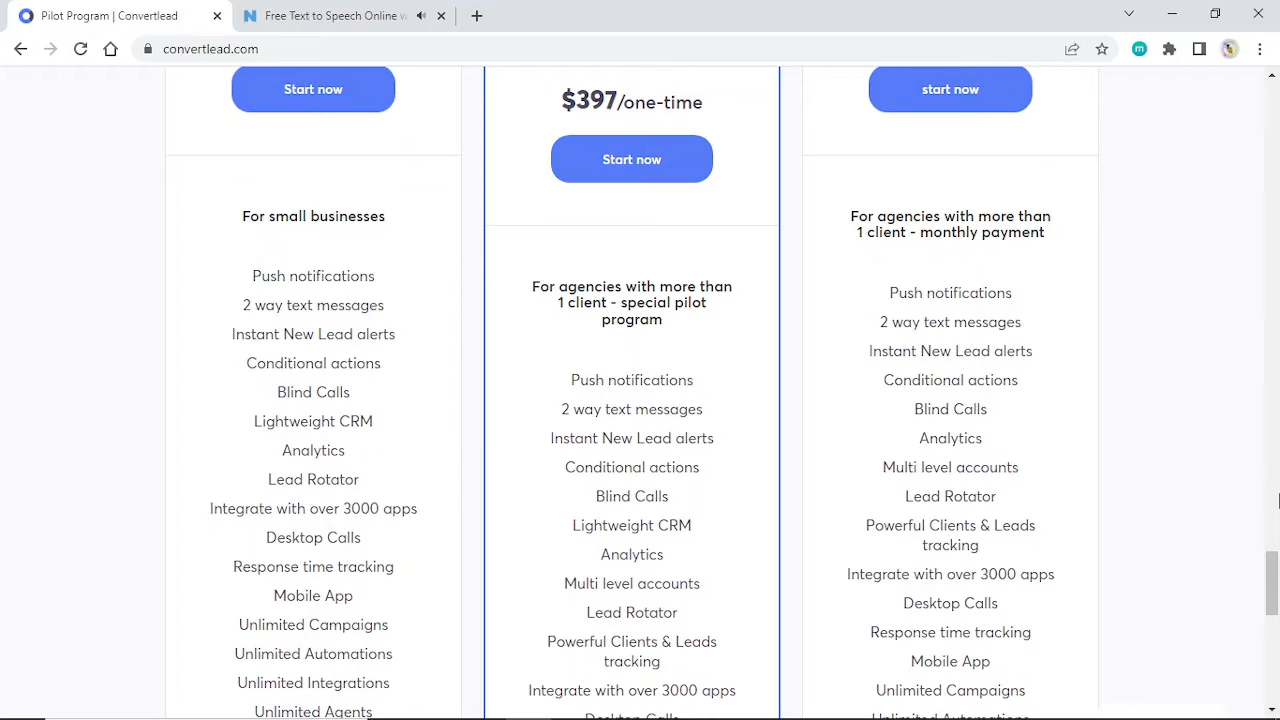 Pilot Program | Convertlead
Free Text to Speech Online w
convertlead.com
m
Start now
For small businesses
Push notifications
2 way text messages
Instant New Lead alerts
Conditional actions
Blind Calls
Lightweight CRM
Analytics
Lead Rotator
Integrate with over 3000 apps
Desktop Calls
Response time tracking
Mobile App
Unlimited Campaigns
Unlimited Automations
Unlimited Integrations
Unlimited Agents
$397/one-time
Start now
For agencies with more than
1 client - special pilot
program
Push notifications
2 way text messages
Instant New Lead alerts
Conditional actions
Blind Calls
Lightweight CRM
Analytics
Multi level accounts
Lead Rotator
Powerful Clients & Leads
tracking
Integrate with over 3000 apps
Desktop Calls
start now
For agencies with more than
1 client - monthly payment
Push notifications
2 way text messages
Instant New Lead alerts
Conditional actions
Blind Calls
Analytics
Multi level accounts
Lead Rotator
Powerful Clients & Leads
tracking
Integrate with over 3000 apps
Desktop Calls
Response time tracking
Mobile App
Unlimited Campaigns
Unlimited Automations